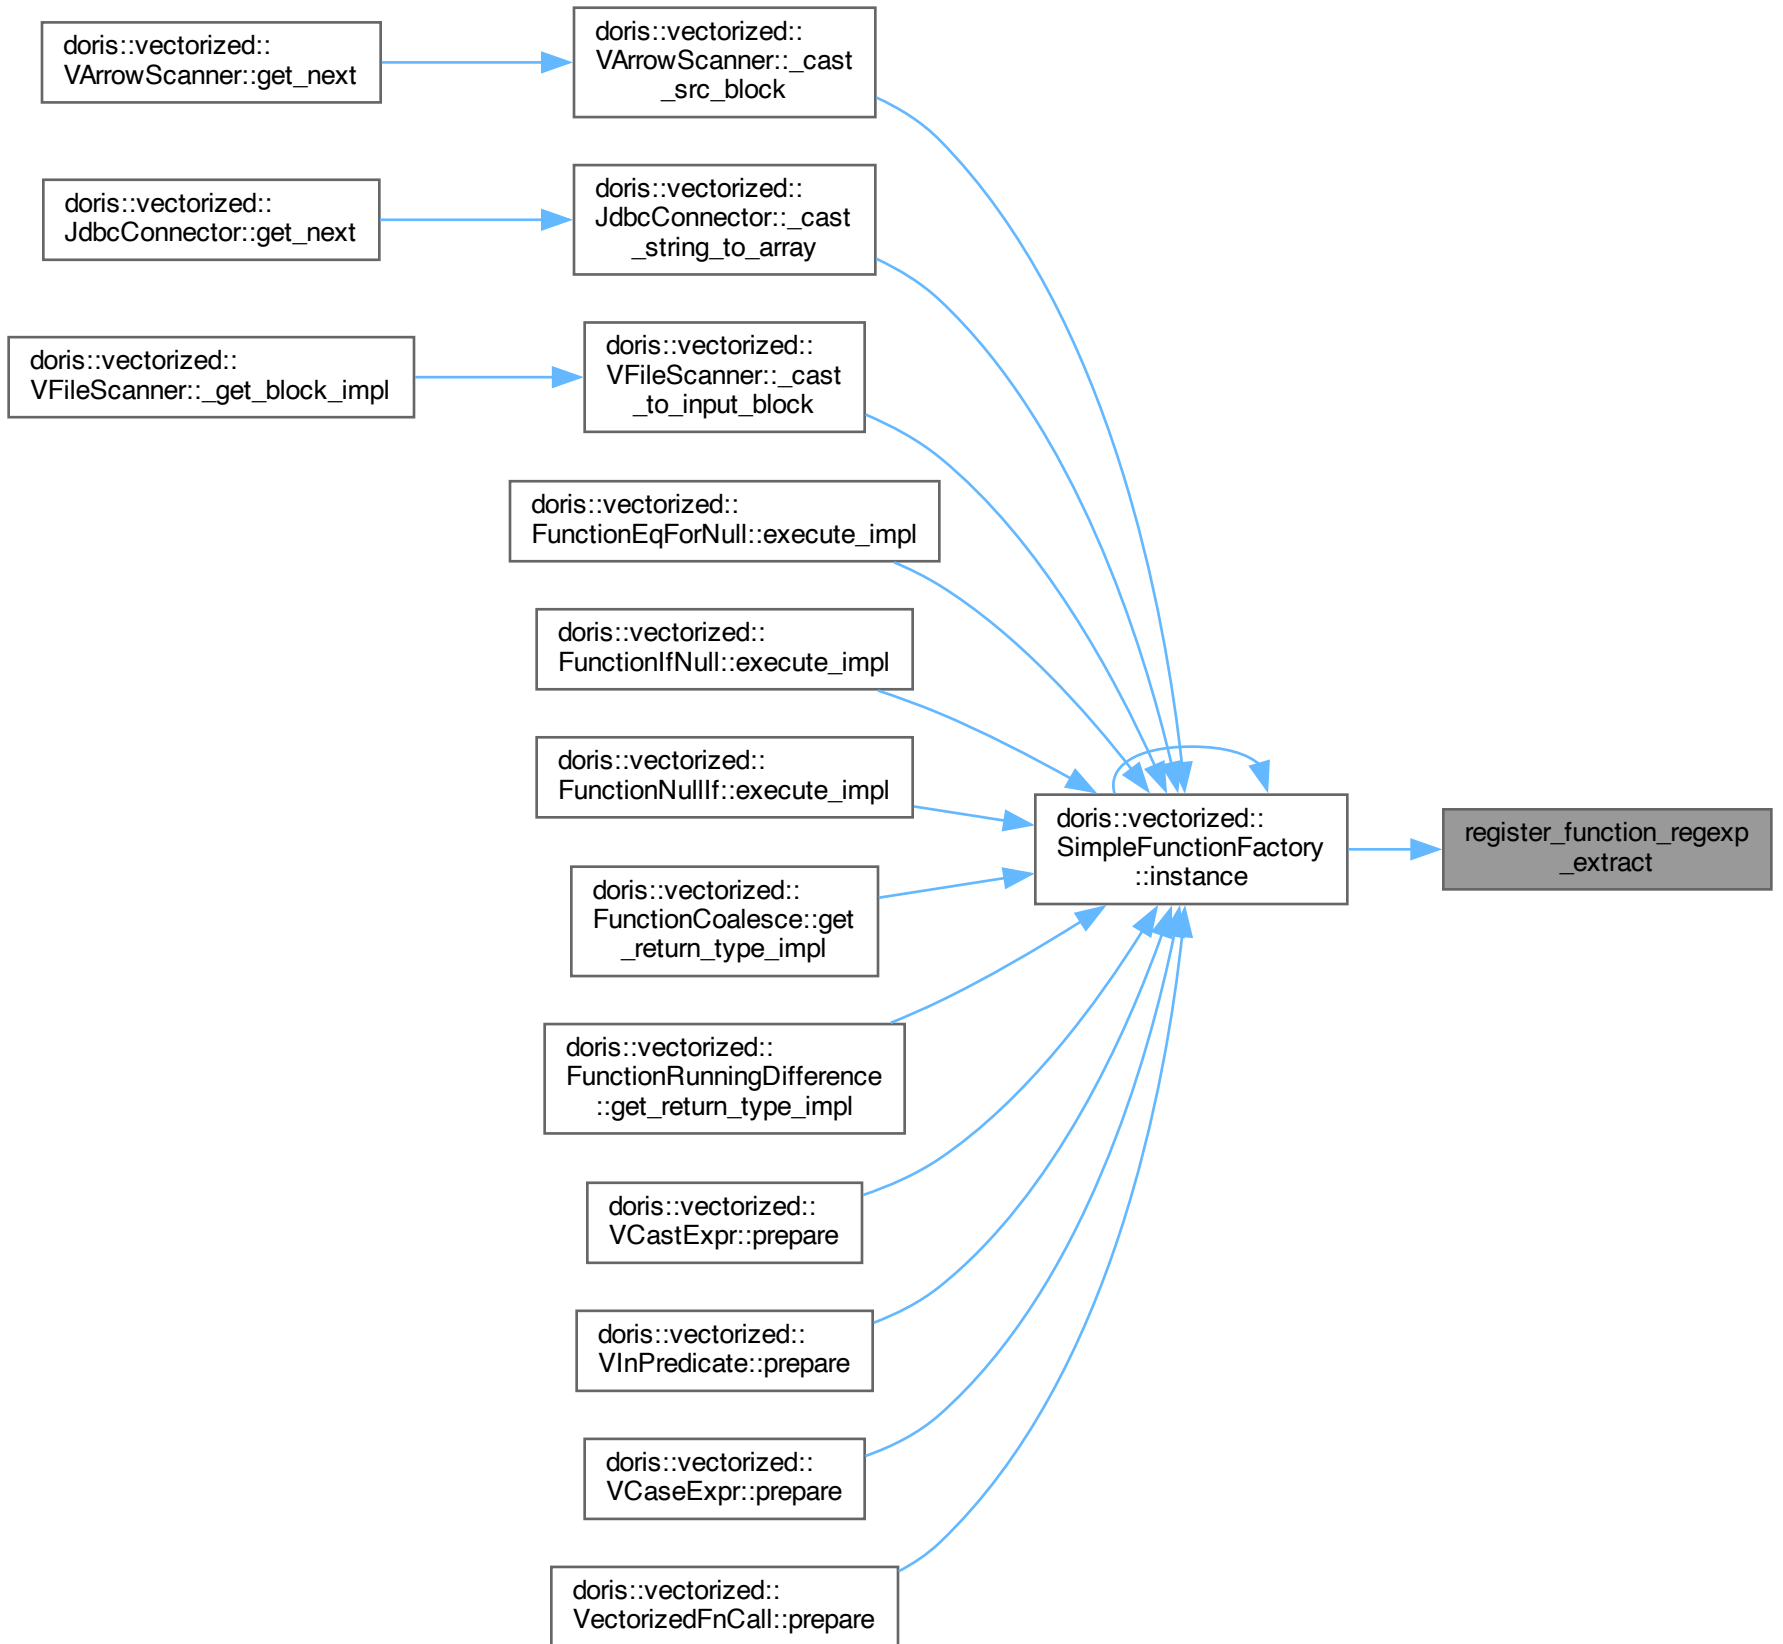 doris::vectorized::
VArrowScanner::get_next
doris::vectorized::
VArrowScanner::_cast
_src_block
doris::vectorized::
JdbcConnector::get_next
doris::vectorized::
JdbcConnector::_cast
_string_to_array
doris::vectorized::
VFileScanner::_get_block_impl
doris::vectorized::
VFileScanner::_cast
_to_input_block
doris::vectorized::
FunctionEqForNull::execute_impl
doris::vectorized::
FunctionIfNull::execute_impl
doris::vectorized::
FunctionNullIf::execute_impl
doris::vectorized::
SimpleFunctionFactory
::instance
register_function_regexp
_extract
doris::vectorized::
FunctionCoalesce::get
_return_type_impl
doris::vectorized::
FunctionRunningDifference
::get_return_type_impl
doris::vectorized::
VCastExpr::prepare
doris::vectorized::
VInPredicate::prepare
doris::vectorized::
VCaseExpr::prepare
doris::vectorized::
VectorizedFnCall::prepare